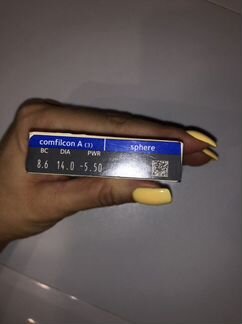 comfilcon A (3) sphere
BC DIA PWR
8.6 14.0 -5.50